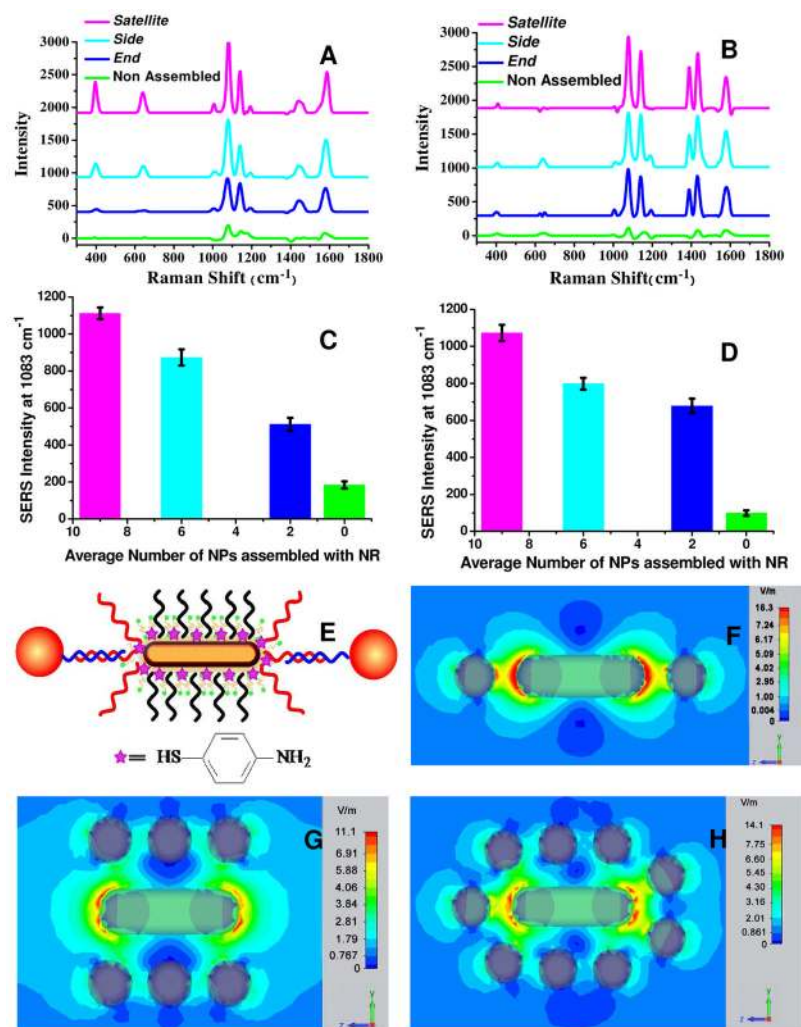 Satellite
Side
End
Non Assembled
A
3000
2500
2000
1500
1000
500
0
Intensity
400 600 800 1000 1200 1400 1600 1800
Raman Shift (cm-1)
Satellite
Side
End
Non Assembled
B
3000
2500
2000
1500
1000
500
0
Intensity
400 600 800 1000 1200 1400 1600 1800
Raman Shift(cm-1)
C
1200
1000
800
600
400
200
0
SERS Intensity at 1083 cm-1
10 8 6 4 2 0
Average Number of NPs assembled with NR
D
1200
1000
800
600
400
200
0
SERS Intensity at 1083 cm-1
10 8 6 4 2 0
Average Number of NPs assembled with NR
E
= HS NH2
F
V/m
16.3
7.24
6.17
5.09
4.02
2.95
1.00
0.004
0
y
z
G
V/m
11.1
6.91
5.88
4.06
3.84
2.81
1.79
0.767
0
y
z
H
V/m
14.1
7.75
6.60
5.45
4.30
3.16
2.01
0.861
0
y
z